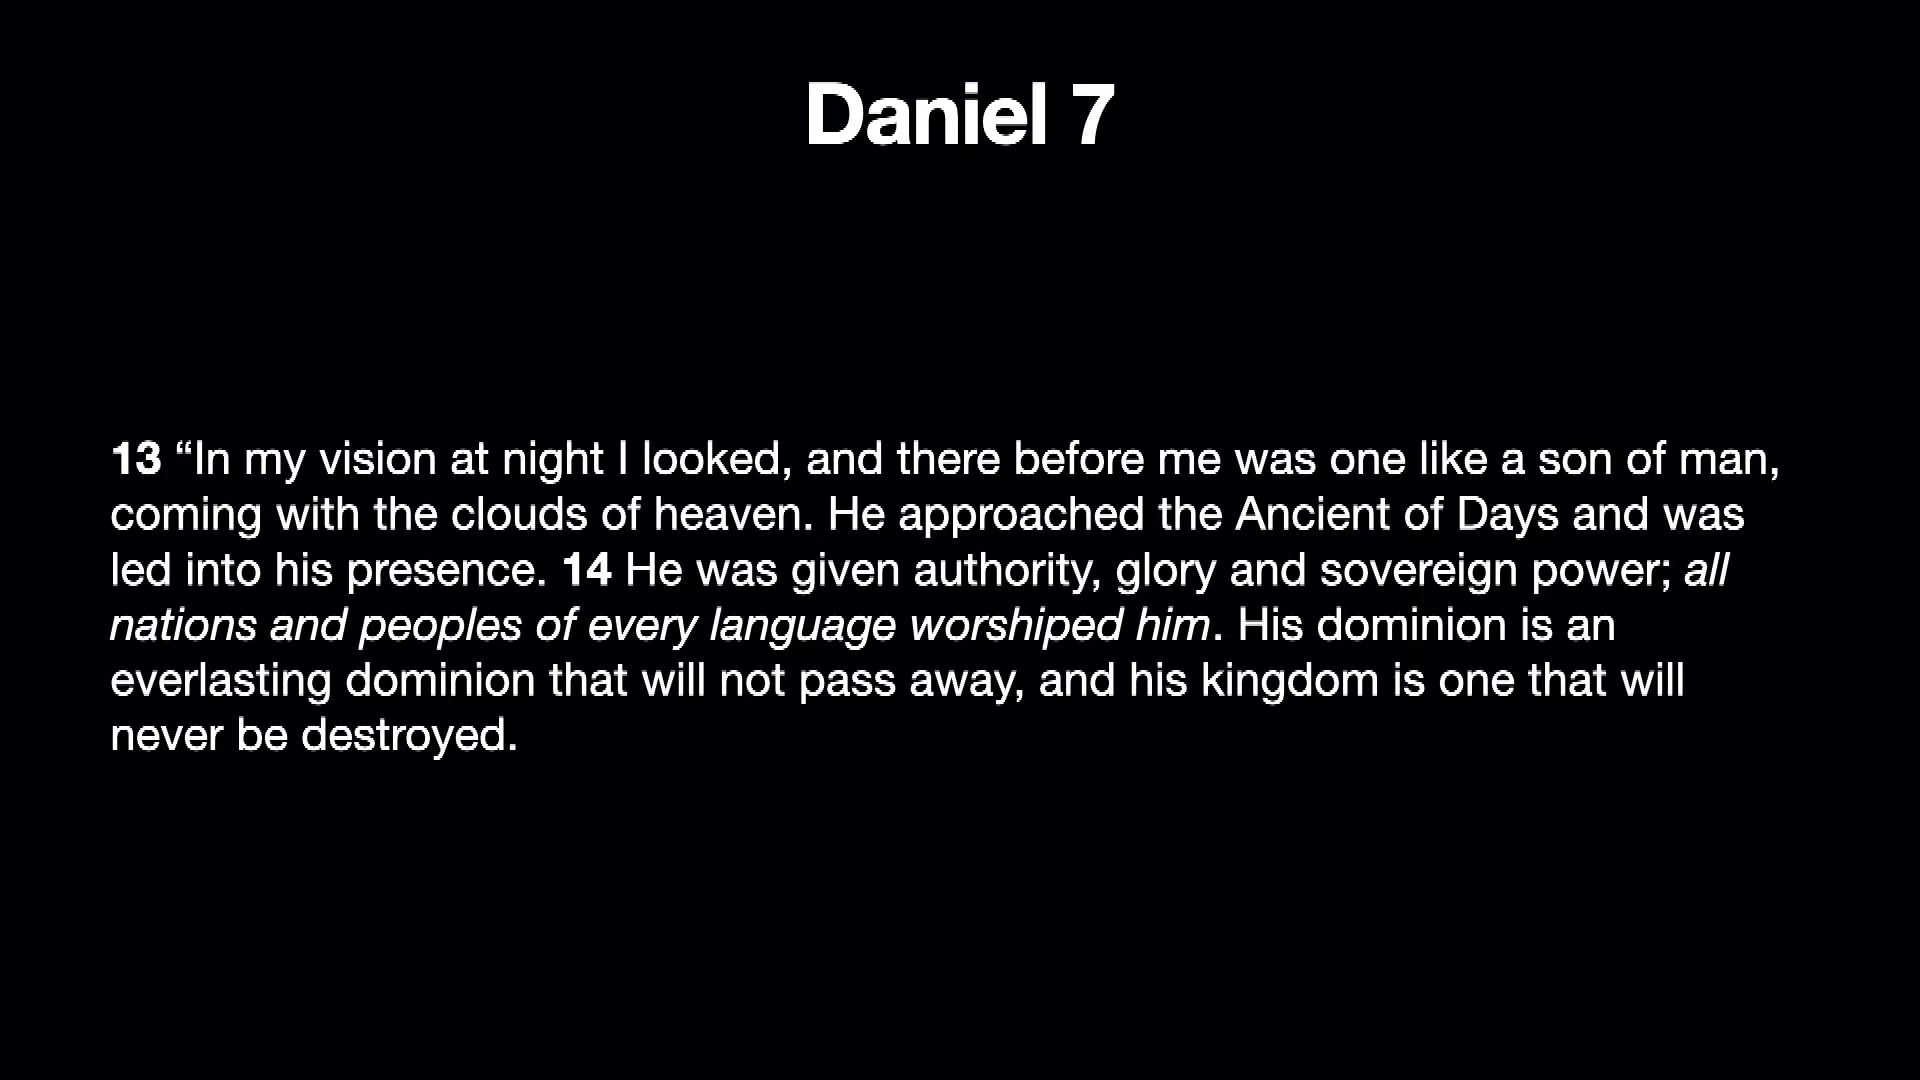 Daniel 7
13 “In my vision at night I looked, and there before me was one like a son of man,
coming with the clouds of heaven. He approached the Ancient of Days and was
led into his presence. 14 He was given authority, glory and sovereign power; all
nations and peoples of every language worshiped him. His dominion is an
everlasting dominion that will not pass away, and his kingdom is one that will
never be destroyed.